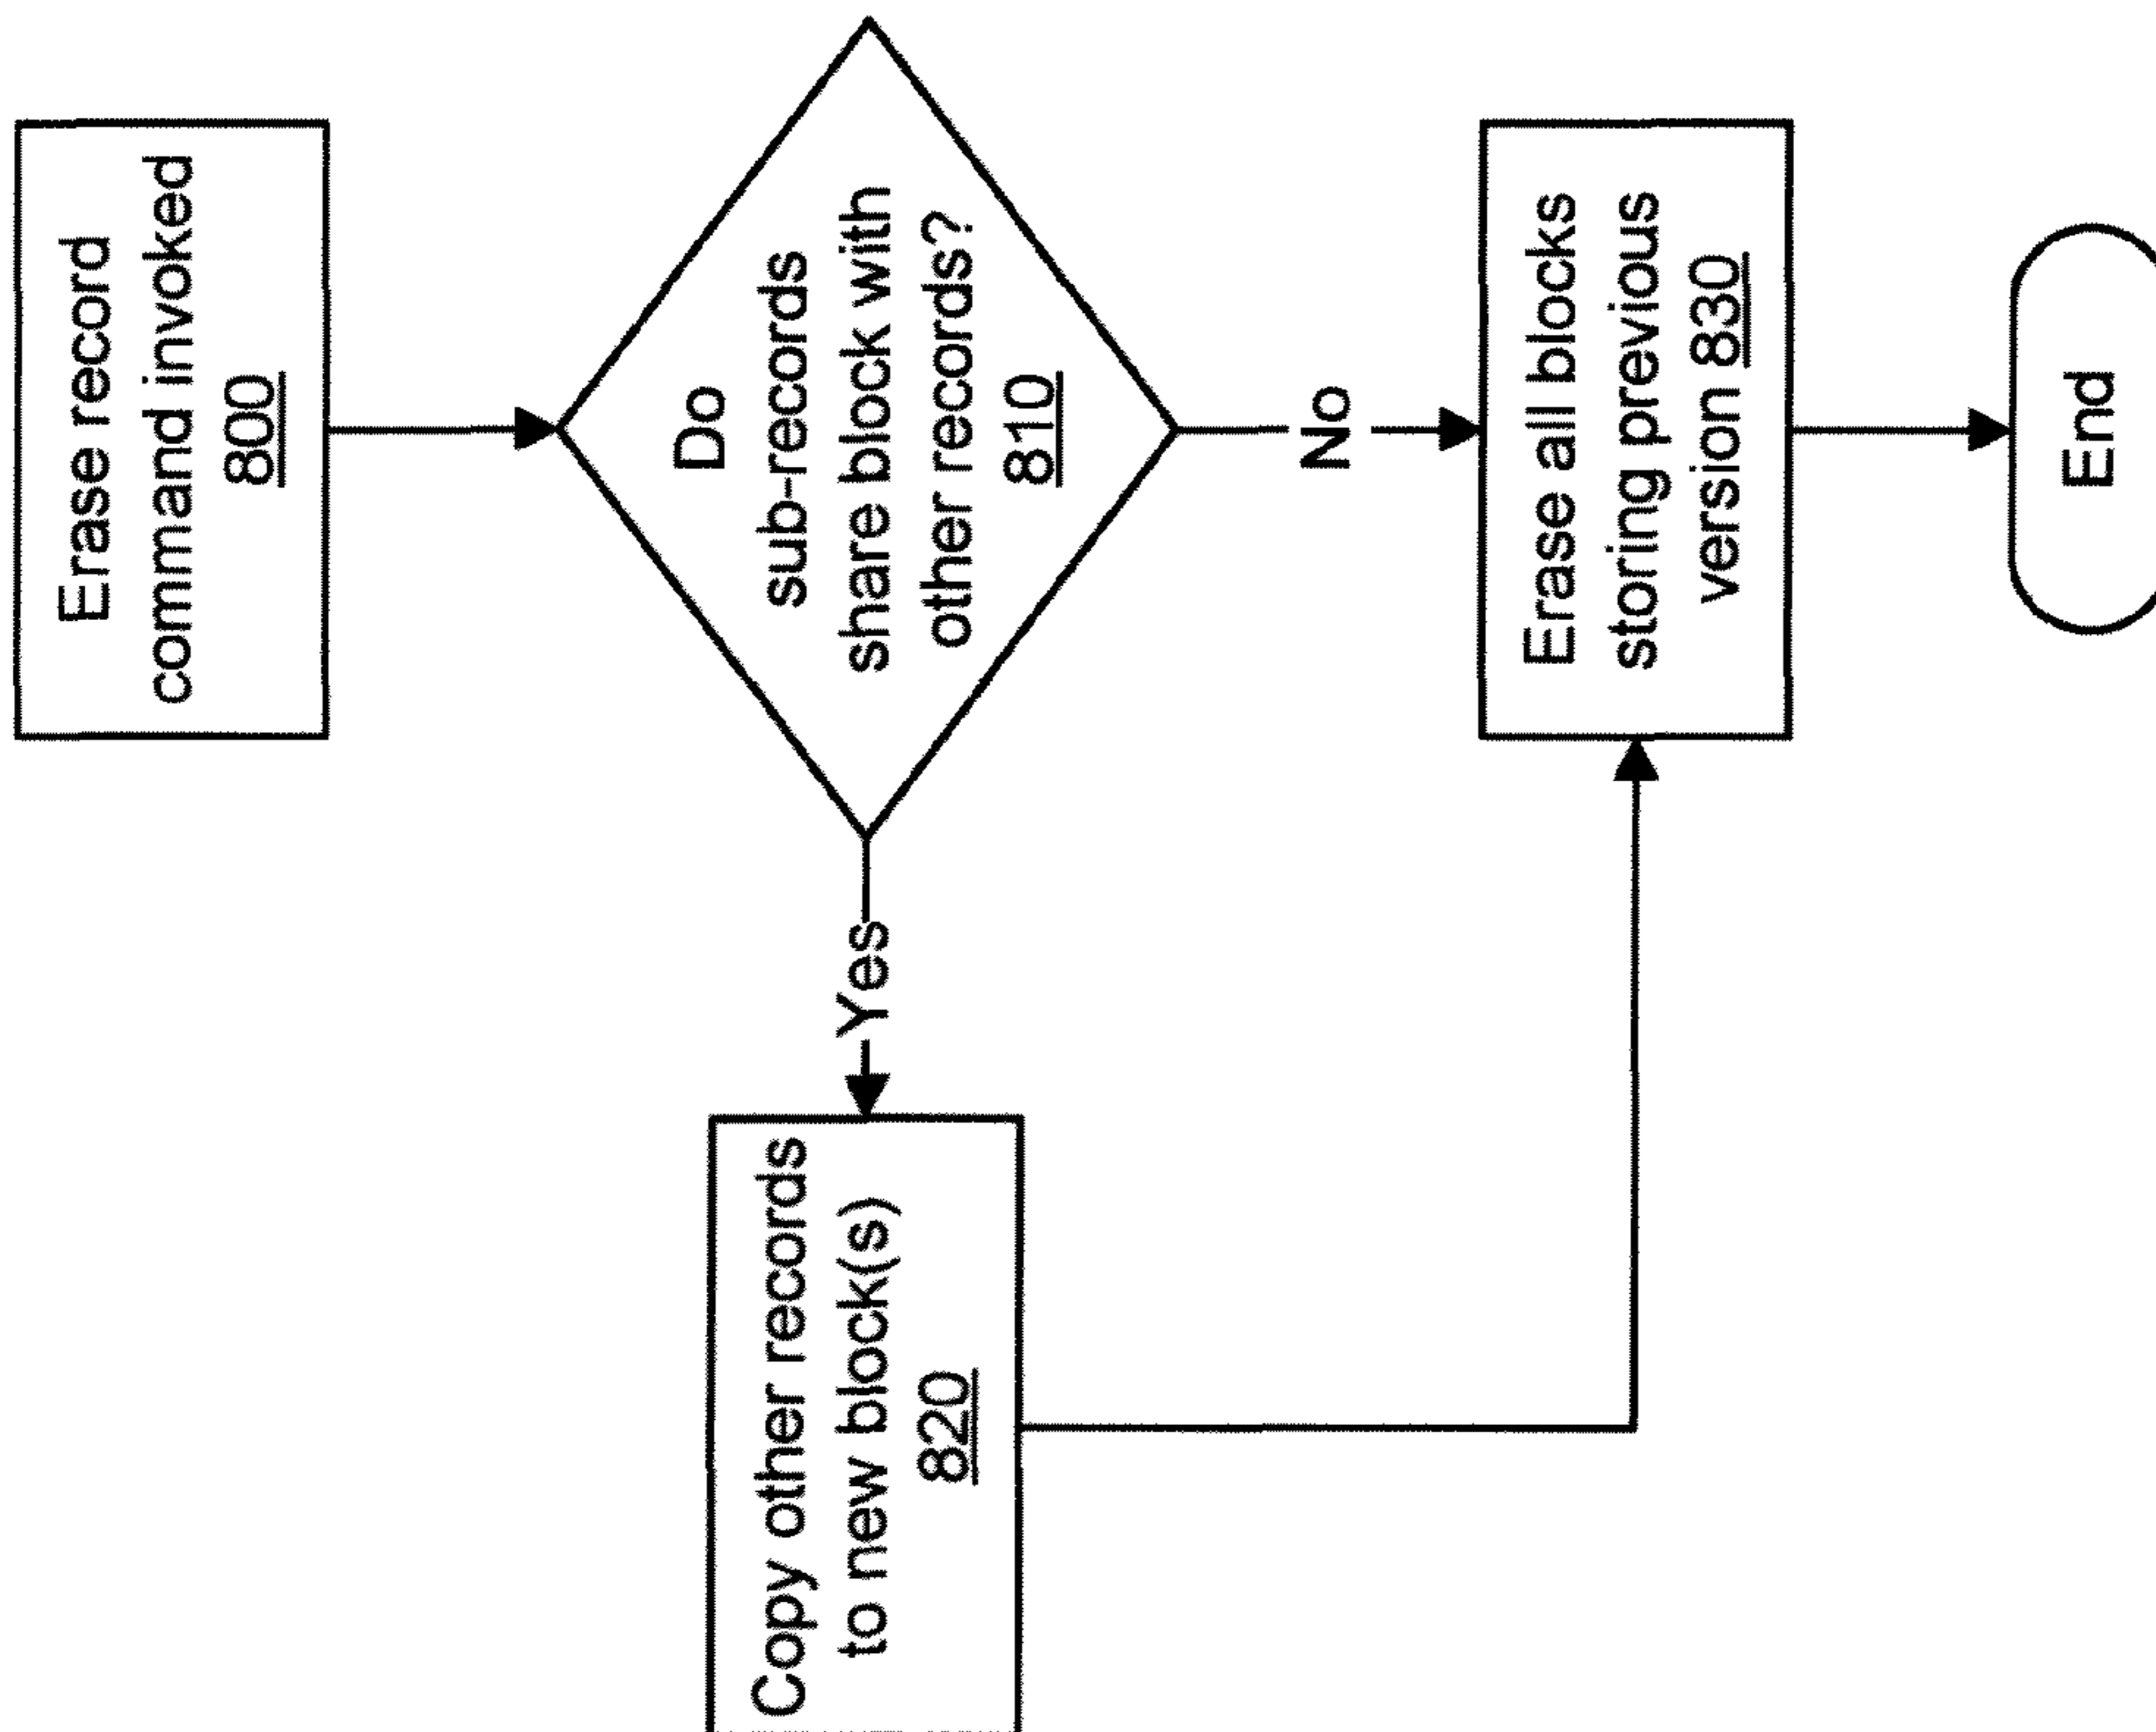 Erase record
command invoked
800
Do
sub-records
share block with
other records?
810
Yes
No
Copy other records
to new block(s)
820
Erase all blocks
storing previous
version 830
End